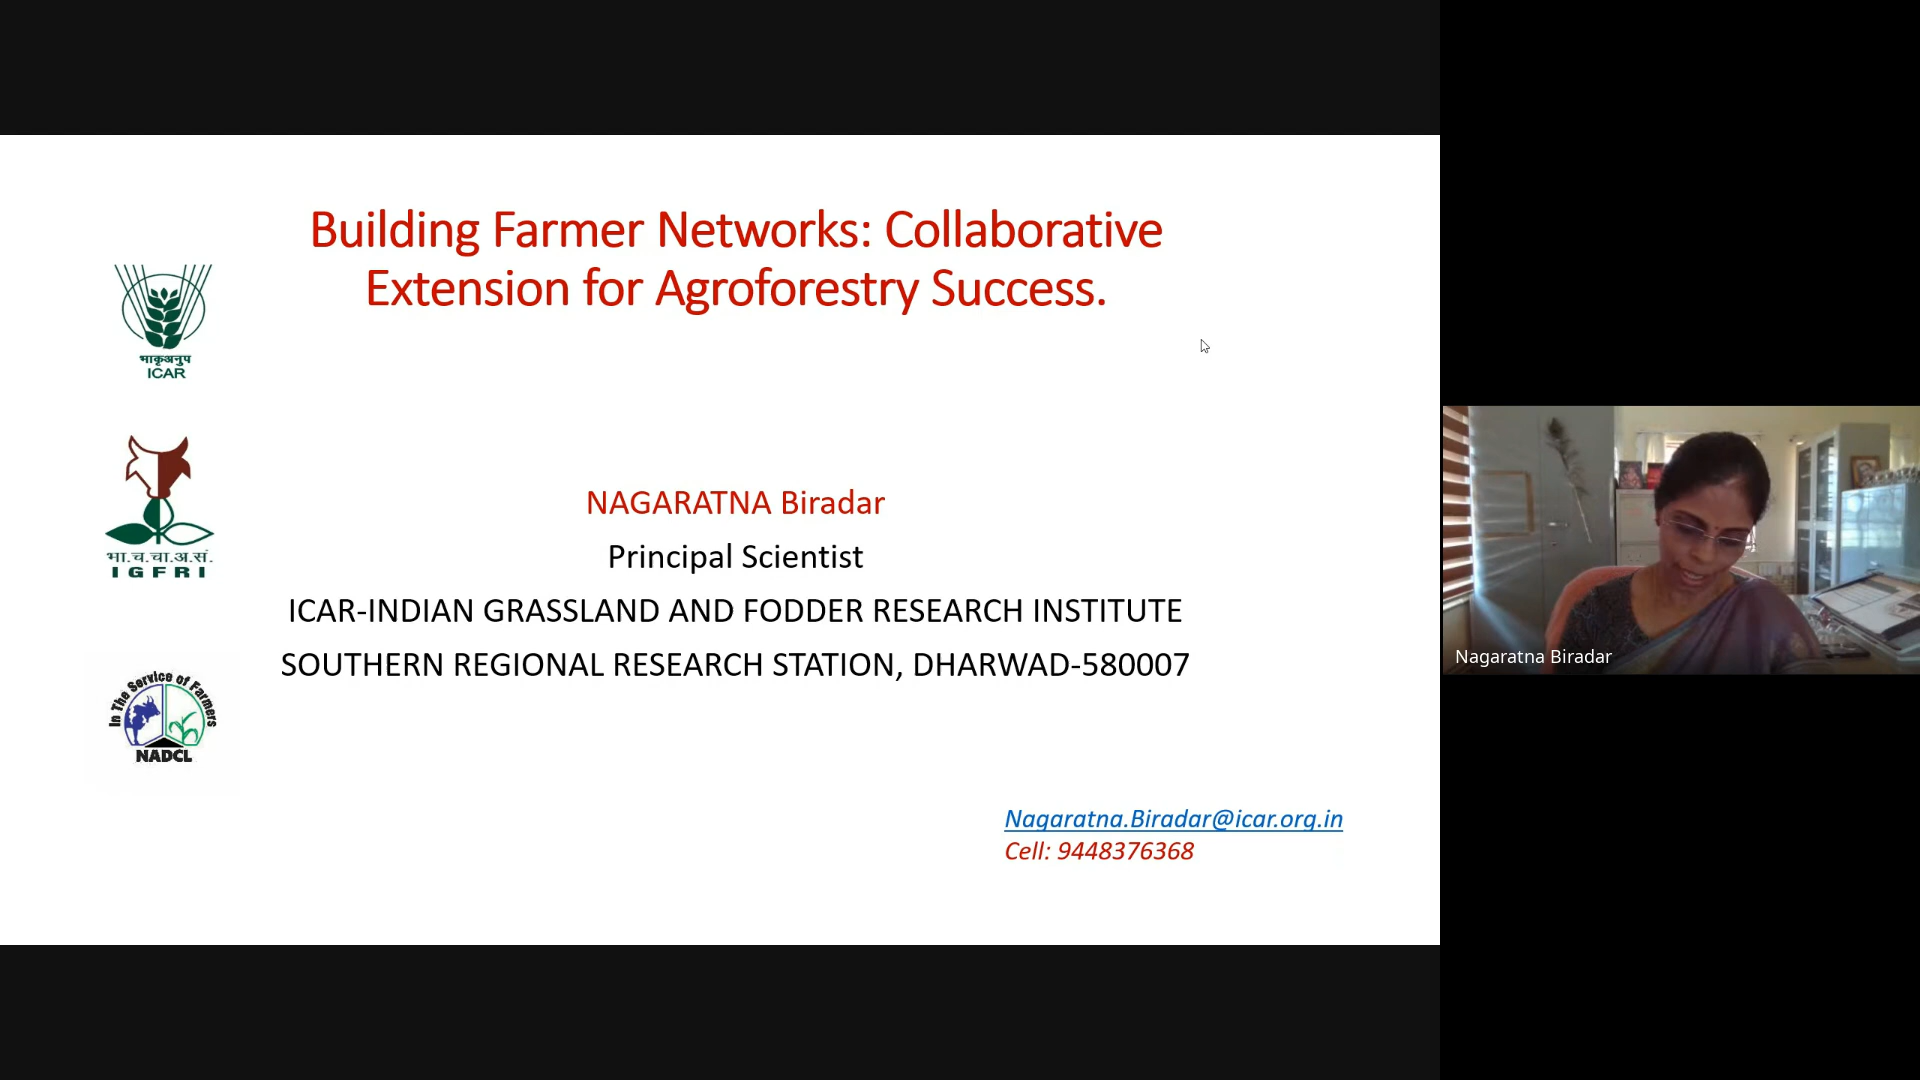 Building Farmer Networks: Collaborative
Extension for Agroforestry Success.
भाकृअनुप
ICAR
भा.च.चा.अ.सं.
IGFRI
In The Service of Farmers
NADCL
NAGARATNA Biradar
Principal Scientist
ICAR-INDIAN GRASSLAND AND FODDER RESEARCH INSTITUTE
SOUTHERN REGIONAL RESEARCH STATION, DHARWAD-580007
Nagaratna.Biradar@icar.org.in
Cell: 9448376368
Nagaratna Biradar